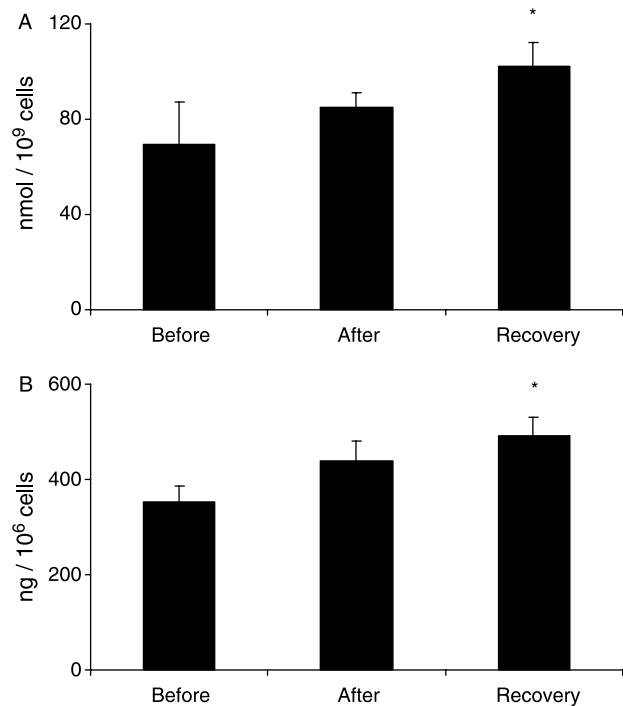 A
*
120
80
40
0
nmol / 10⁹ cells
Before After Recovery
B
*
600
400
200
0
ng / 10⁶ cells
Before After Recovery